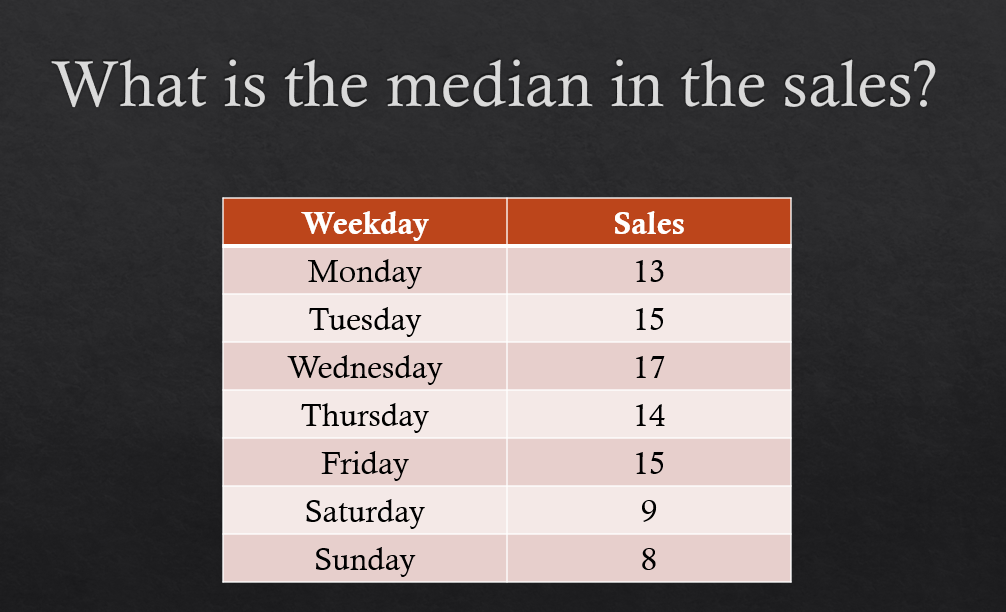 What is the median in the sales?
Weekday Sales
Monday 13
Tuesday 15
Wednesday 17
Thursday 14
Friday 15
Saturday 9
Sunday 8